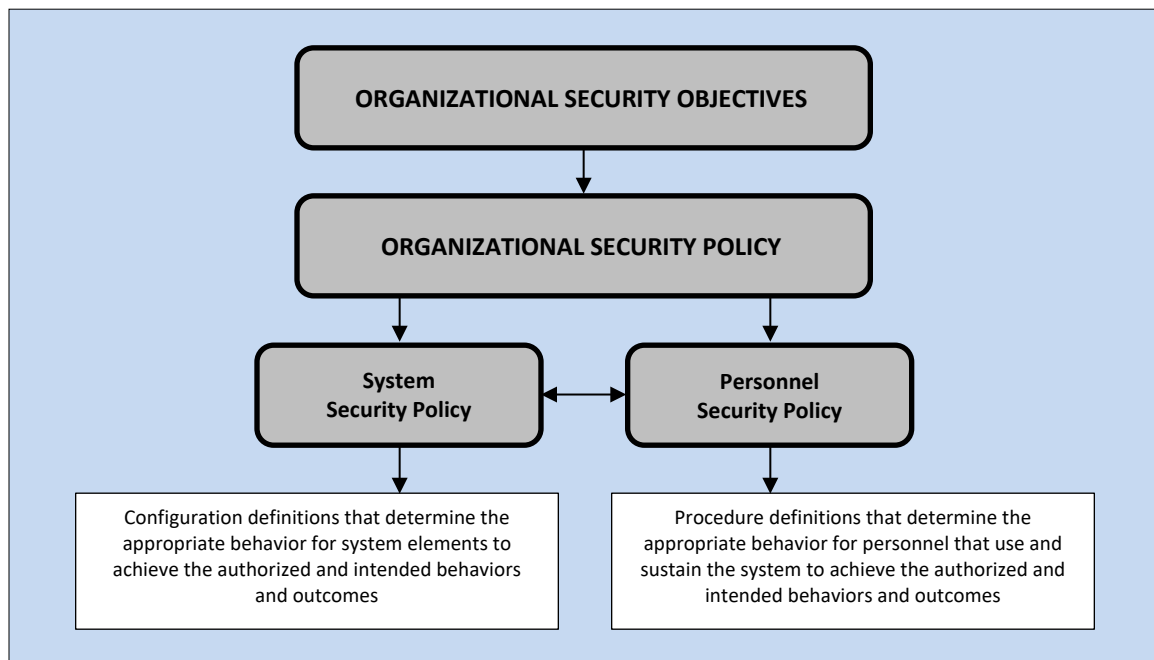 ORGANIZATIONAL SECURITY OBJECTIVES
ORGANIZATIONAL SECURITY POLICY
System
Security Policy
Personnel
Security Policy
Configuration definitions that determine the
appropriate behavior for system elements to
achieve the authorized and intended behaviors
and outcomes
Procedure definitions that determine the
appropriate behavior for personnel that use and
sustain the system to achieve the authorized and
intended behaviors and outcomes